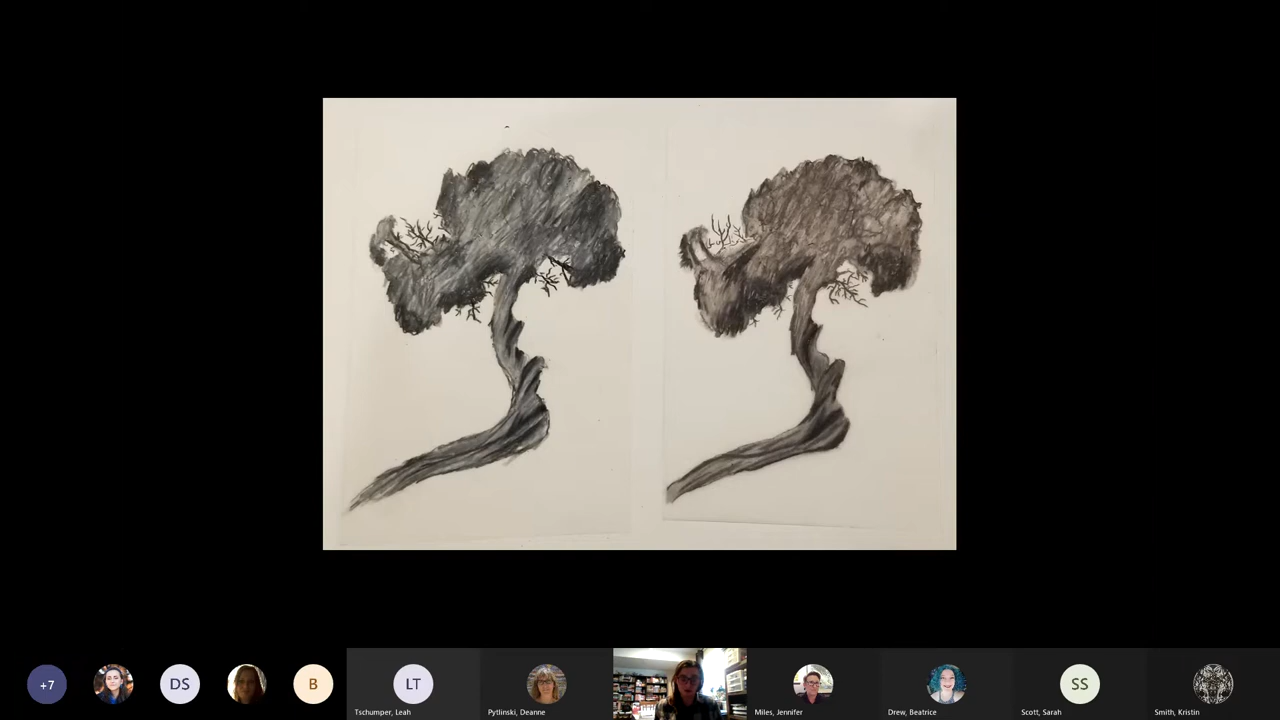 +7
DS
B
LT
SS
Tschumper, Leah
Pytlinski, Deanne
Miles, Jennifer
Drew, Beatrice
Scott, Sarah
Smith, Kristin